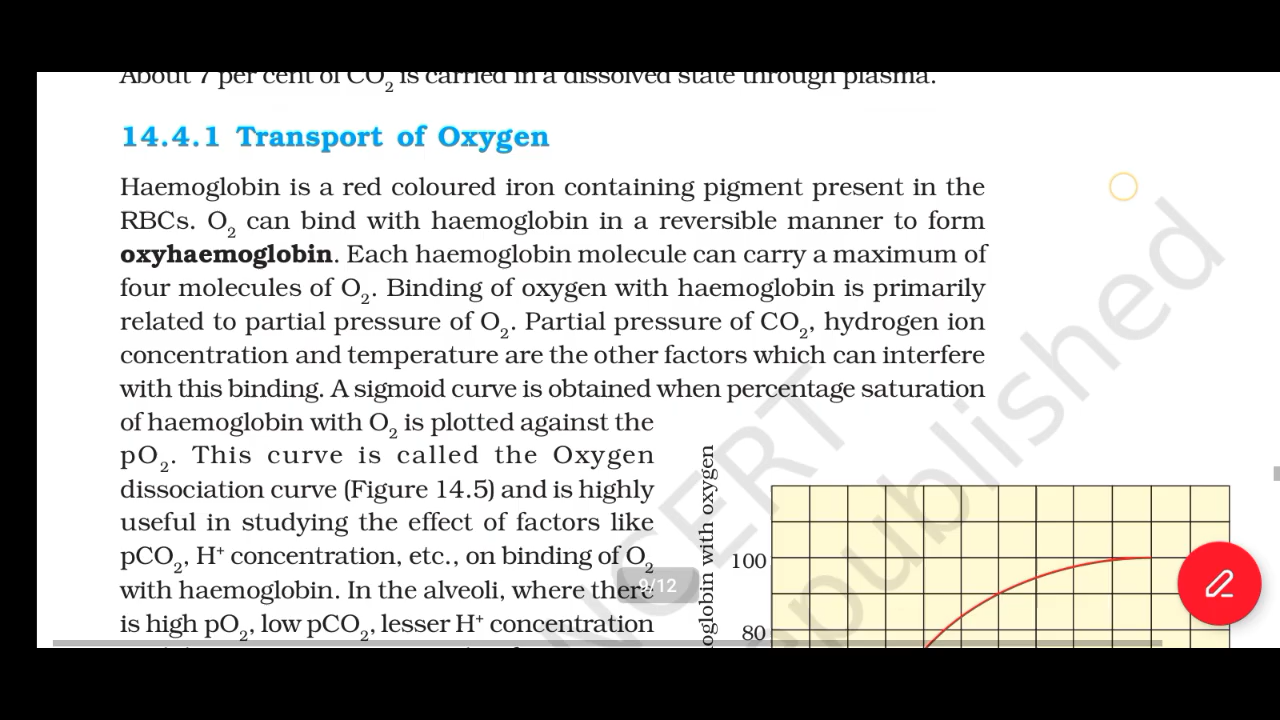 About 7 per cent of CO₂ is carried in a dissolved state through plasma.
14.4.1 Transport of Oxygen
Haemoglobin is a red coloured iron containing pigment present in the
RBCs. O₂ can bind with haemoglobin in a reversible manner to form
oxyhaemoglobin. Each haemoglobin molecule can carry a maximum of
four molecules of O₂. Binding of oxygen with haemoglobin is primarily
related to partial pressure of O₂. Partial pressure of CO₂, hydrogen ion
concentration and temperature are the other factors which can interfere
with this binding. A sigmoid curve is obtained when percentage saturation
of haemoglobin with O₂ is plotted against the
pO₂. This curve is called the Oxygen
dissociation curve (Figure 14.5) and is highly
useful in studying the effect of factors like
pCO₂, H⁺ concentration, etc., on binding of O₂
with haemoglobin. In the alveoli, where there
is high pO₂, low pCO₂, lesser H⁺ concentration
oglobin with oxygen
100
80
9/12
NCERT
published